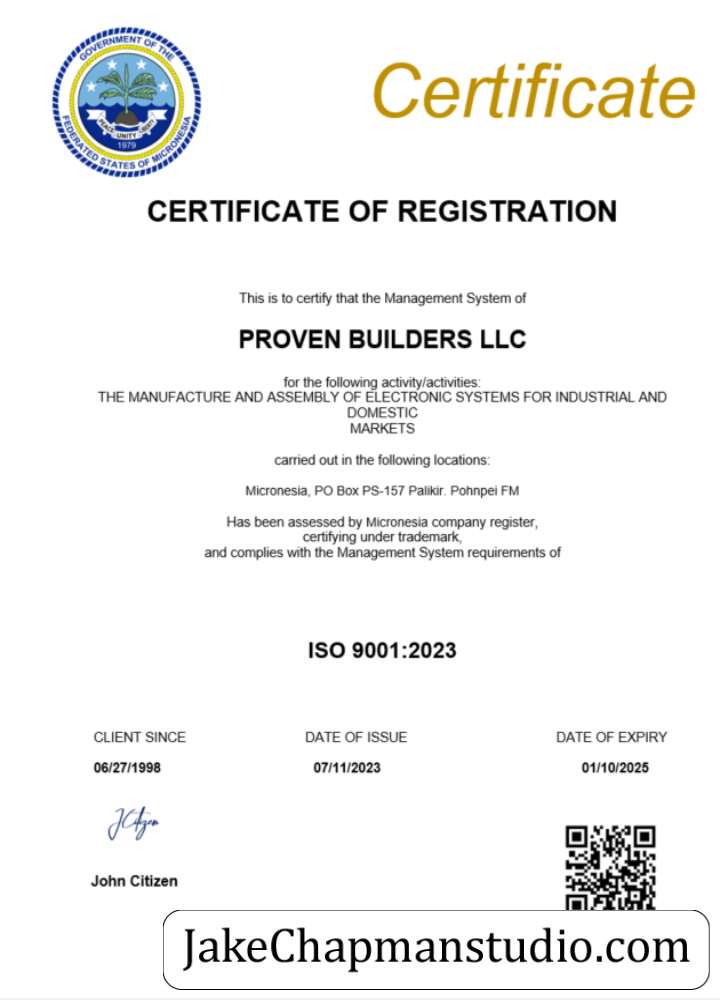 GOVERNMENT OF THE
FEDERATED STATES OF MICRONESIA
PEACE UNITY LIBERTY
1979
Certificate
CERTIFICATE OF REGISTRATION
This is to certify that the Management System of
PROVEN BUILDERS LLC
for the following activity/activities:
THE MANUFACTURE AND ASSEMBLY OF ELECTRONIC SYSTEMS FOR INDUSTRIAL AND
DOMESTIC
MARKETS
carried out in the following locations:
Micronesia, PO Box PS-157 Palikir. Pohnpei FM
Has been assessed by Micronesia company register,
certifying under trademark,
and complies with the Management System requirements of
ISO 9001:2023
CLIENT SINCE DATE OF ISSUE DATE OF EXPIRY
06/27/1998 07/11/2023 01/10/2025
JCitizen
John Citizen
JakeChapmanstudio.com